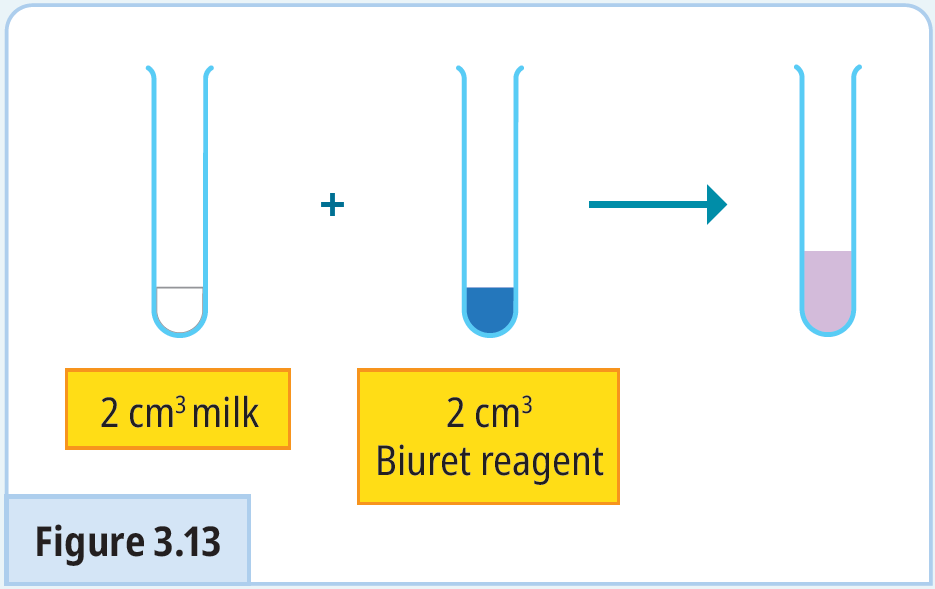 +
2 cm³ milk
2 cm³
Biuret reagent
Figure 3.13